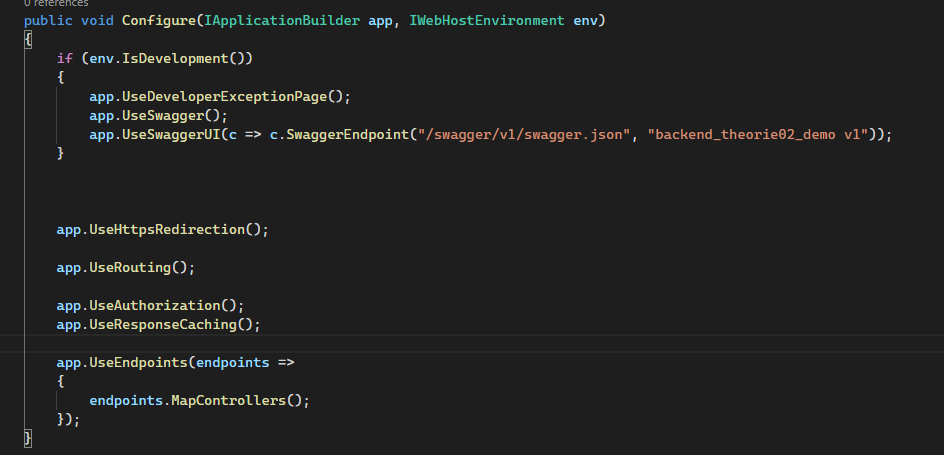 0 references
public void Configure(IApplicationBuilder app, IWebHostEnvironment env)
{
    if (env.IsDevelopment())
    {
        app.UseDeveloperExceptionPage();
        app.UseSwagger();
        app.UseSwaggerUI(c => c.SwaggerEndpoint("/swagger/v1/swagger.json", "backend_theorie02_demo v1"));
    }
    app.UseHttpsRedirection();
    app.UseRouting();
    app.UseAuthorization();
    app.UseResponseCaching();
    app.UseEndpoints(endpoints =>
    {
        endpoints.MapControllers();
    });
}